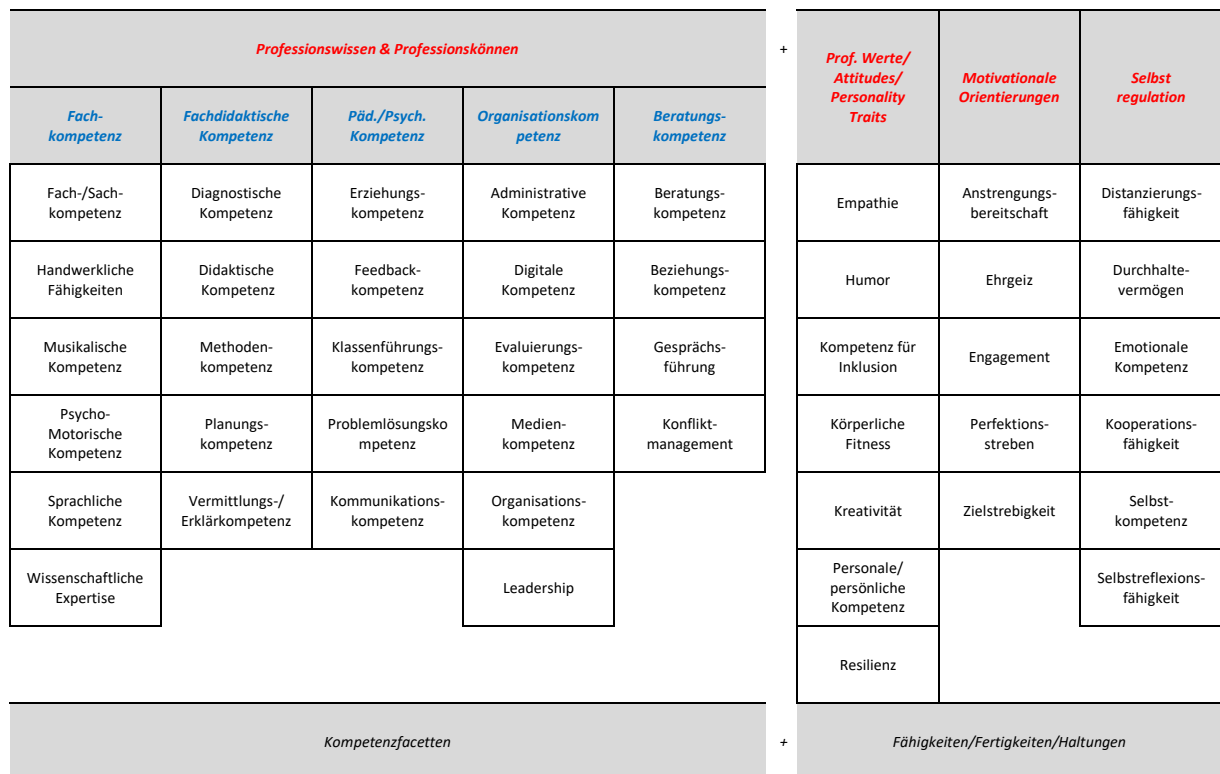 Professionswissen & Professionskönnen
+
Prof. Werte/
Attitudes/
Personality
Traits
Motivationale
Orientierungen
Selbst
regulation
Fach-
kompetenz
Fachdidaktische
Kompetenz
Päd./Psych.
Kompetenz
Organisationskom
petenz
Beratungs-
kompetenz
Fach-/Sach-
kompetenz
Diagnostische
Kompetenz
Erziehungs-
kompetenz
Administrative
Kompetenz
Beratungs-
kompetenz
Empathie
Anstrengungs-
bereitschaft
Distanzierungs-
fähigkeit
Handwerkliche
Fähigkeiten
Didaktische
Kompetenz
Feedback-
kompetenz
Digitale
Kompetenz
Beziehungs-
kompetenz
Humor
Ehrgeiz
Durchhalte-
vermögen
Musikalische
Kompetenz
Methoden-
kompetenz
Klassenführungs-
kompetenz
Evaluierungs-
kompetenz
Gesprächs-
führung
Kompetenz für
Inklusion
Engagement
Emotionale
Kompetenz
Psycho-
Motorische
Kompetenz
Planungs-
kompetenz
Problemlösungsko
mpetenz
Medien-
kompetenz
Konflikt-
management
Körperliche
Fitness
Perfektions-
streben
Kooperations-
fähigkeit
Sprachliche
Kompetenz
Vermittlungs-/
Erklärkompetenz
Kommunikations-
kompetenz
Organisations-
kompetenz
Kreativität
Zielstrebigkeit
Selbst-
kompetenz
Wissenschaftliche
Expertise
Leadership
Personale/
persönliche
Kompetenz
Selbstreflexions-
fähigkeit
Resilienz
Kompetenzfacetten
+
Fähigkeiten/Fertigkeiten/Haltungen